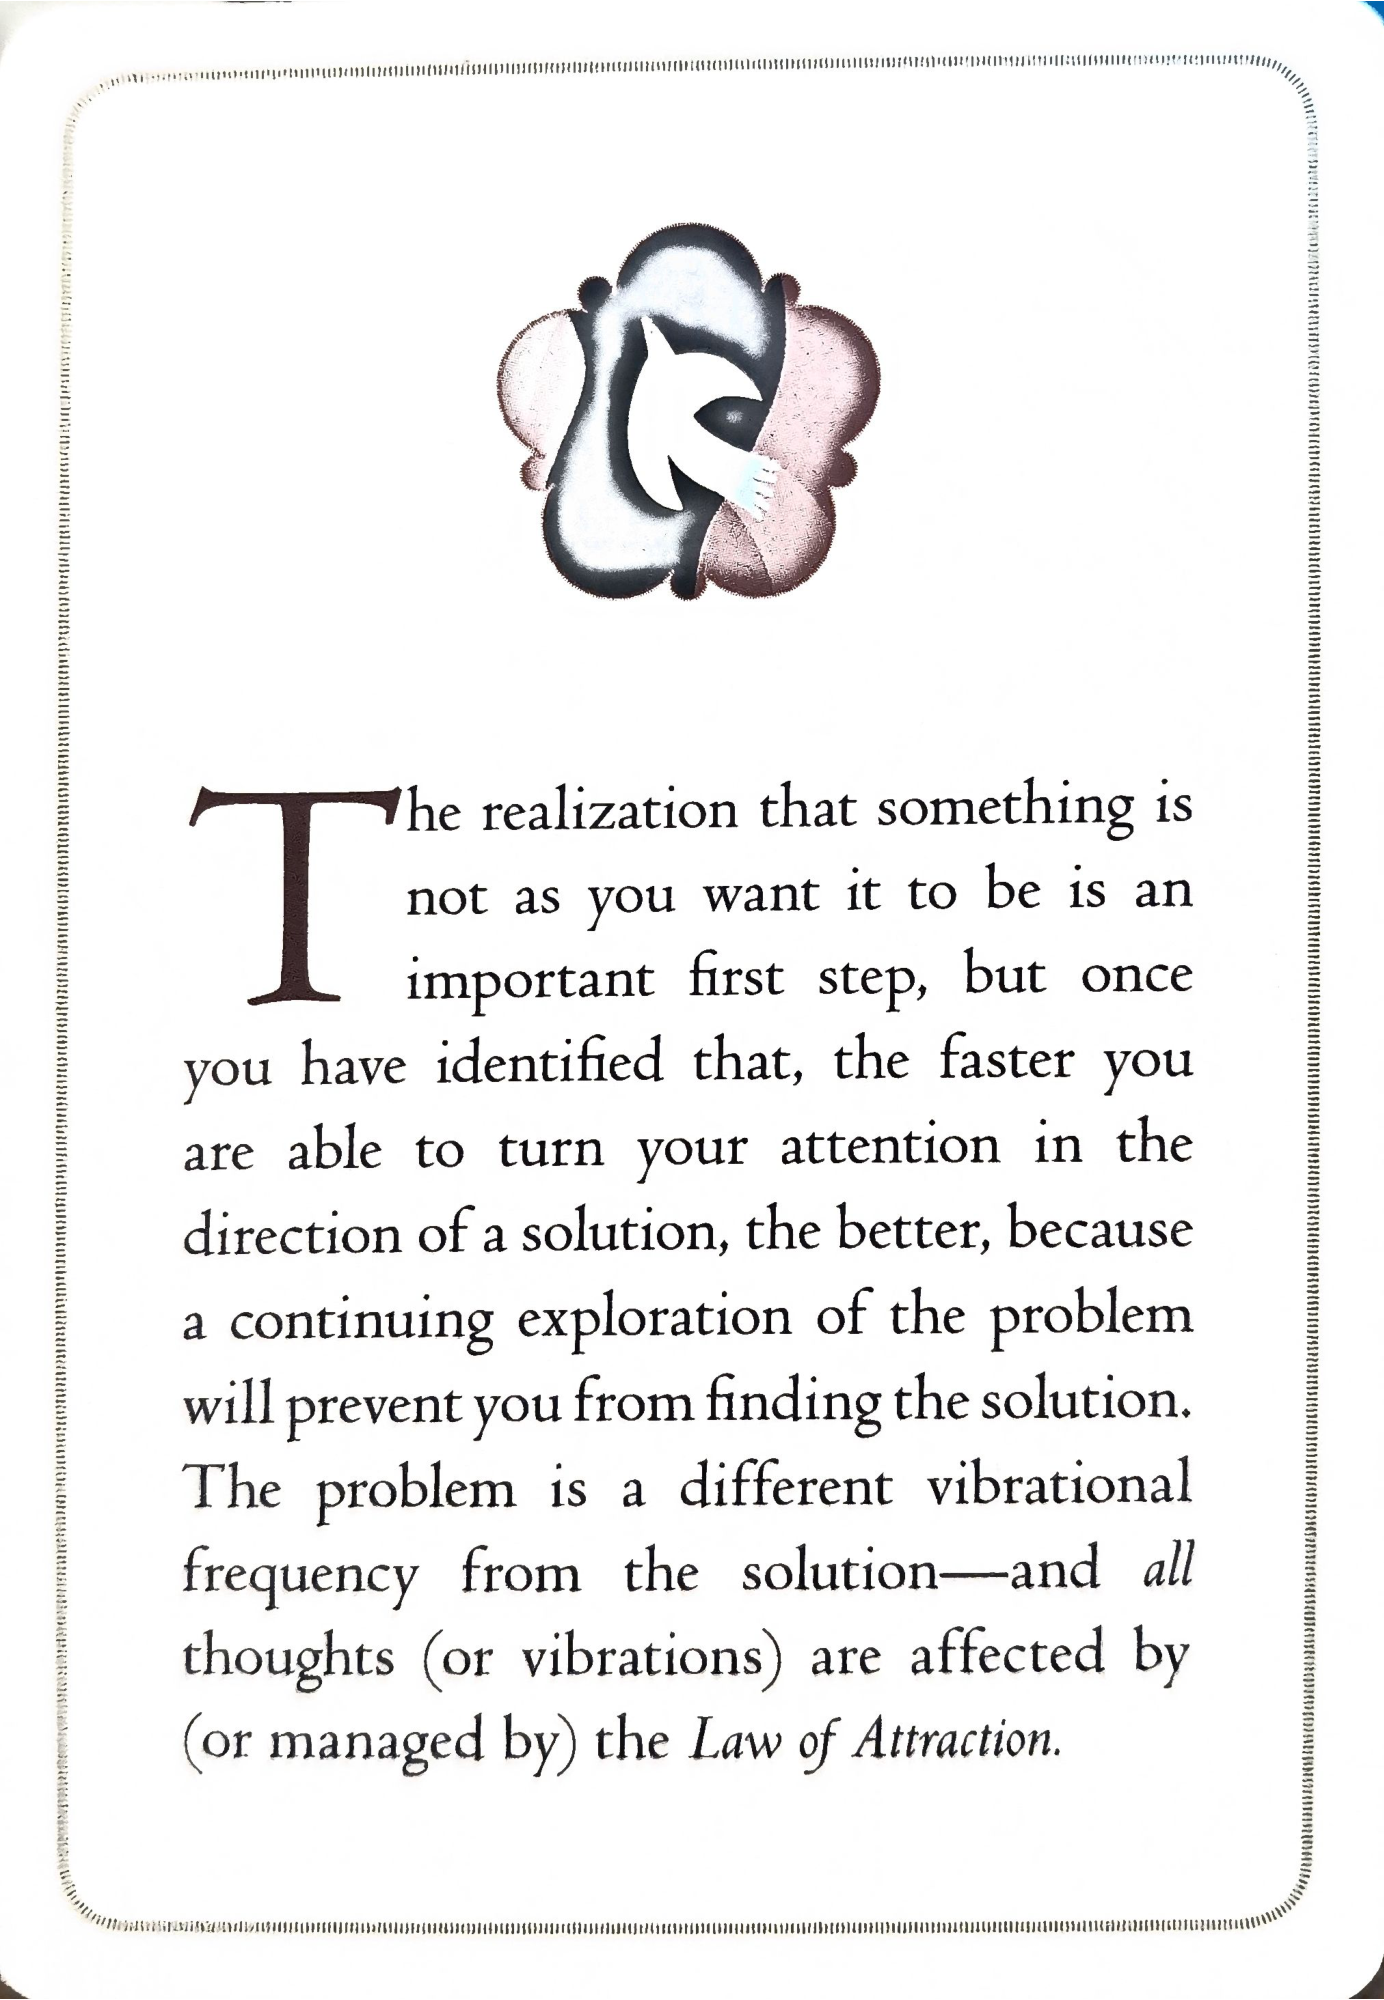 The realization that something is
not as you want it to be is an
important first step, but once
you have identified that, the faster you
are able to turn your attention in the
direction of a solution, the better, because
a continuing exploration of the problem
will prevent you from finding the solution.
The problem is a different vibrational
frequency from the solution—and all
thoughts (or vibrations) are affected by
(or managed by) the Law of Attraction.